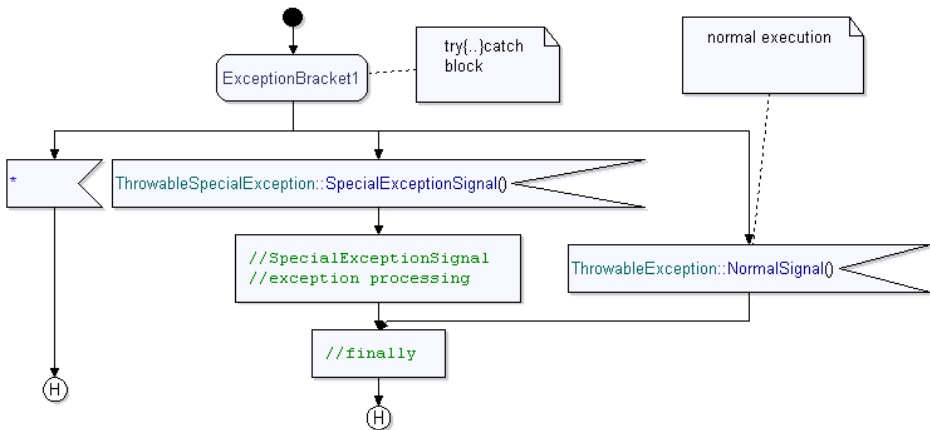 try{..}catch
block
normal execution
ExceptionBracket1
*
ThrowableSpecialException::SpecialExceptionSignal()
//SpecialExceptionSignal
//exception processing
ThrowableException::NormalSignal()
//finally
H
H